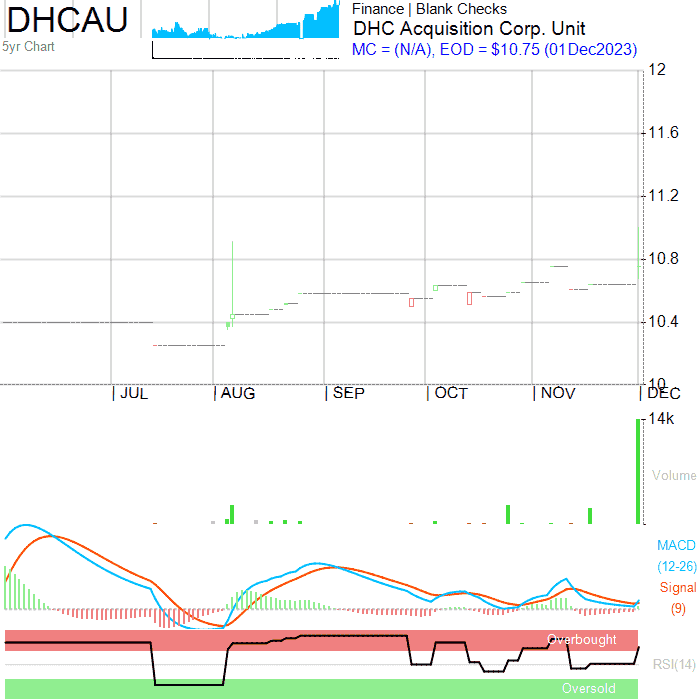 DHCAU
5yr Chart
Finance | Blank Checks
DHC Acquisition Corp. Unit
MC = (N/A), EOD = $10.75 (01Dec2023)
12
11.6
11.2
10.8
10.4
10
| JUL | AUG | SEP | OCT | NOV | DEC
14k
Volume
MACD
(12-26)
Signal
(9)
Overbought
RSI(14)
Oversold